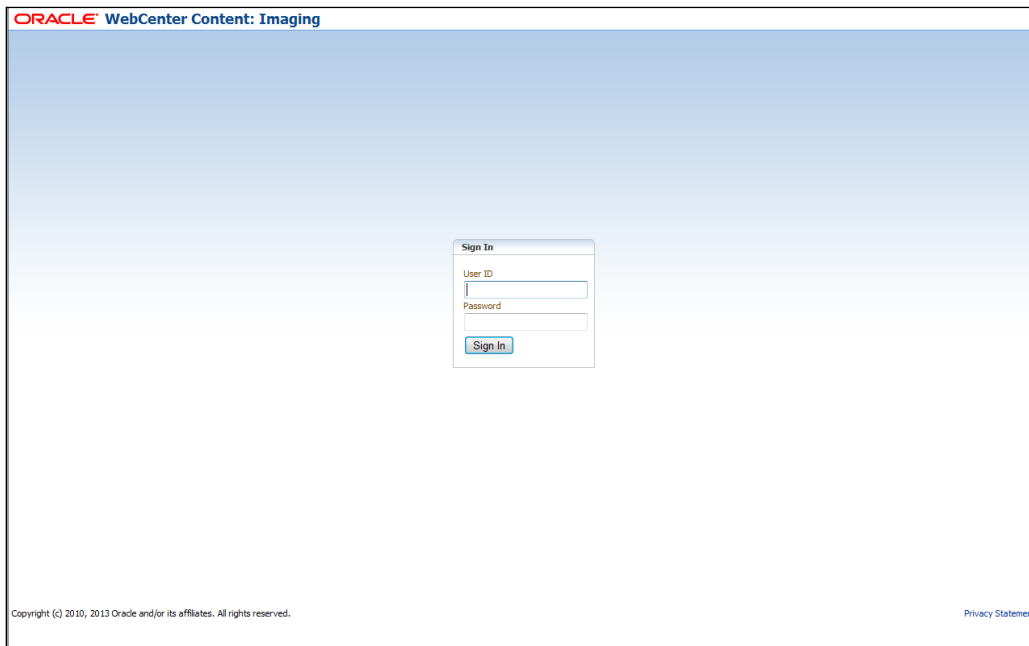 ORACLE WebCenter Content: Imaging
Sign In
User ID
Password
Sign In
Copyright (c) 2010, 2013 Oracle and/or its affiliates. All rights reserved.
Privacy